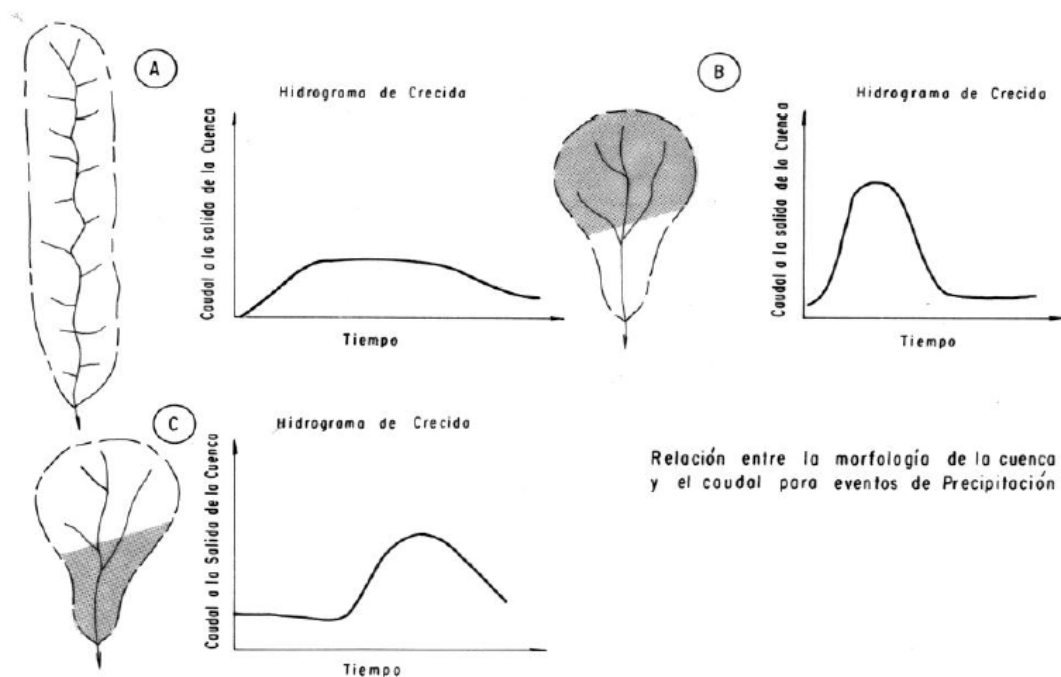 A
Hidrograma de Crecida
Caudal a la salida de la Cuenca
Tiempo
B
Hidrograma de Crecida
Caudal a la salida de la Cuenca
Tiempo
C
Hidrograma de Crecida
Caudal a la Salida de la Cuenca
Tiempo
Relación entre la morfología de la cuenca
y el caudal para eventos de Precipitación